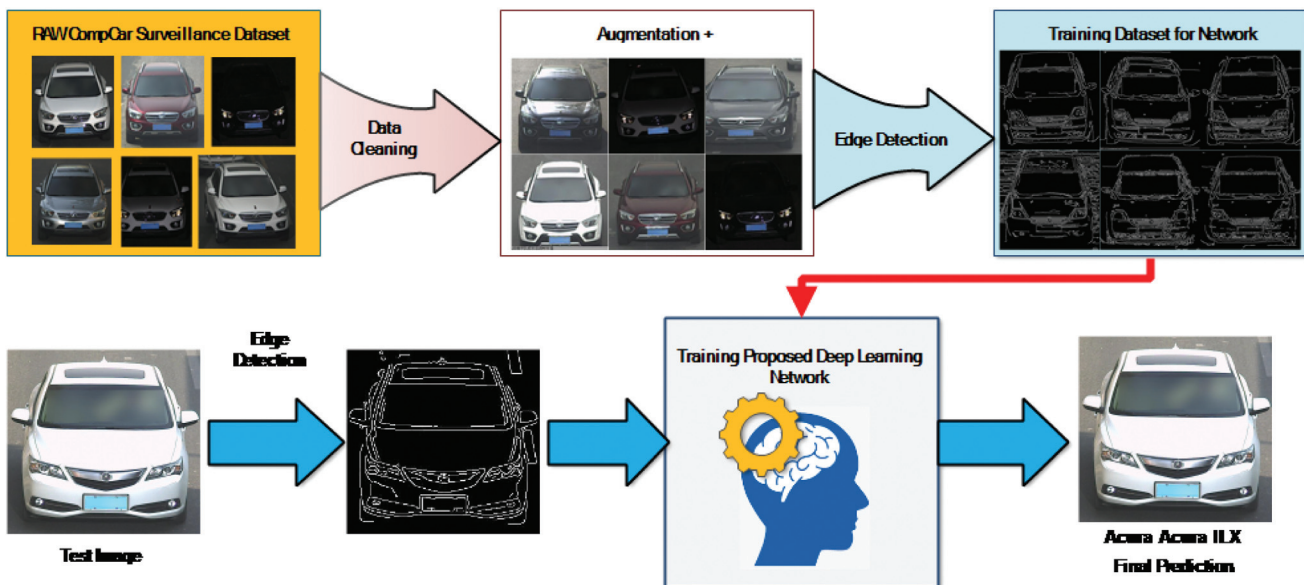 RAW CompCar Surveillance Dataset
Augmentation +
Training Dataset for Network
Data
Cleaning
Edge Detection
Edge
Detection
Training Proposed Deep Learning
Network
Test Image
Acura Acura ILX
Final Prediction